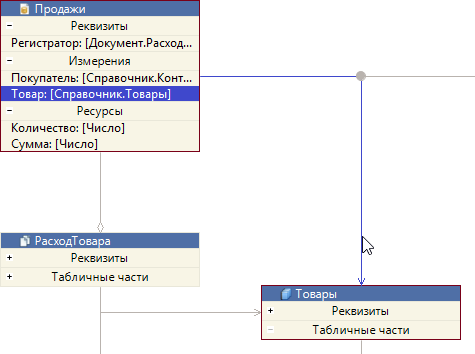 Продажи
Реквизиты
Регистратор: [Документ.Расход...
Измерения
Покупатель: [Справочник.Конт...
Товар: [Справочник.Товары]
Ресурсы
Количество: [Число]
Сумма: [Число]
РасходТовара
Реквизиты
Табличные части
Товары
Реквизиты
Табличные части